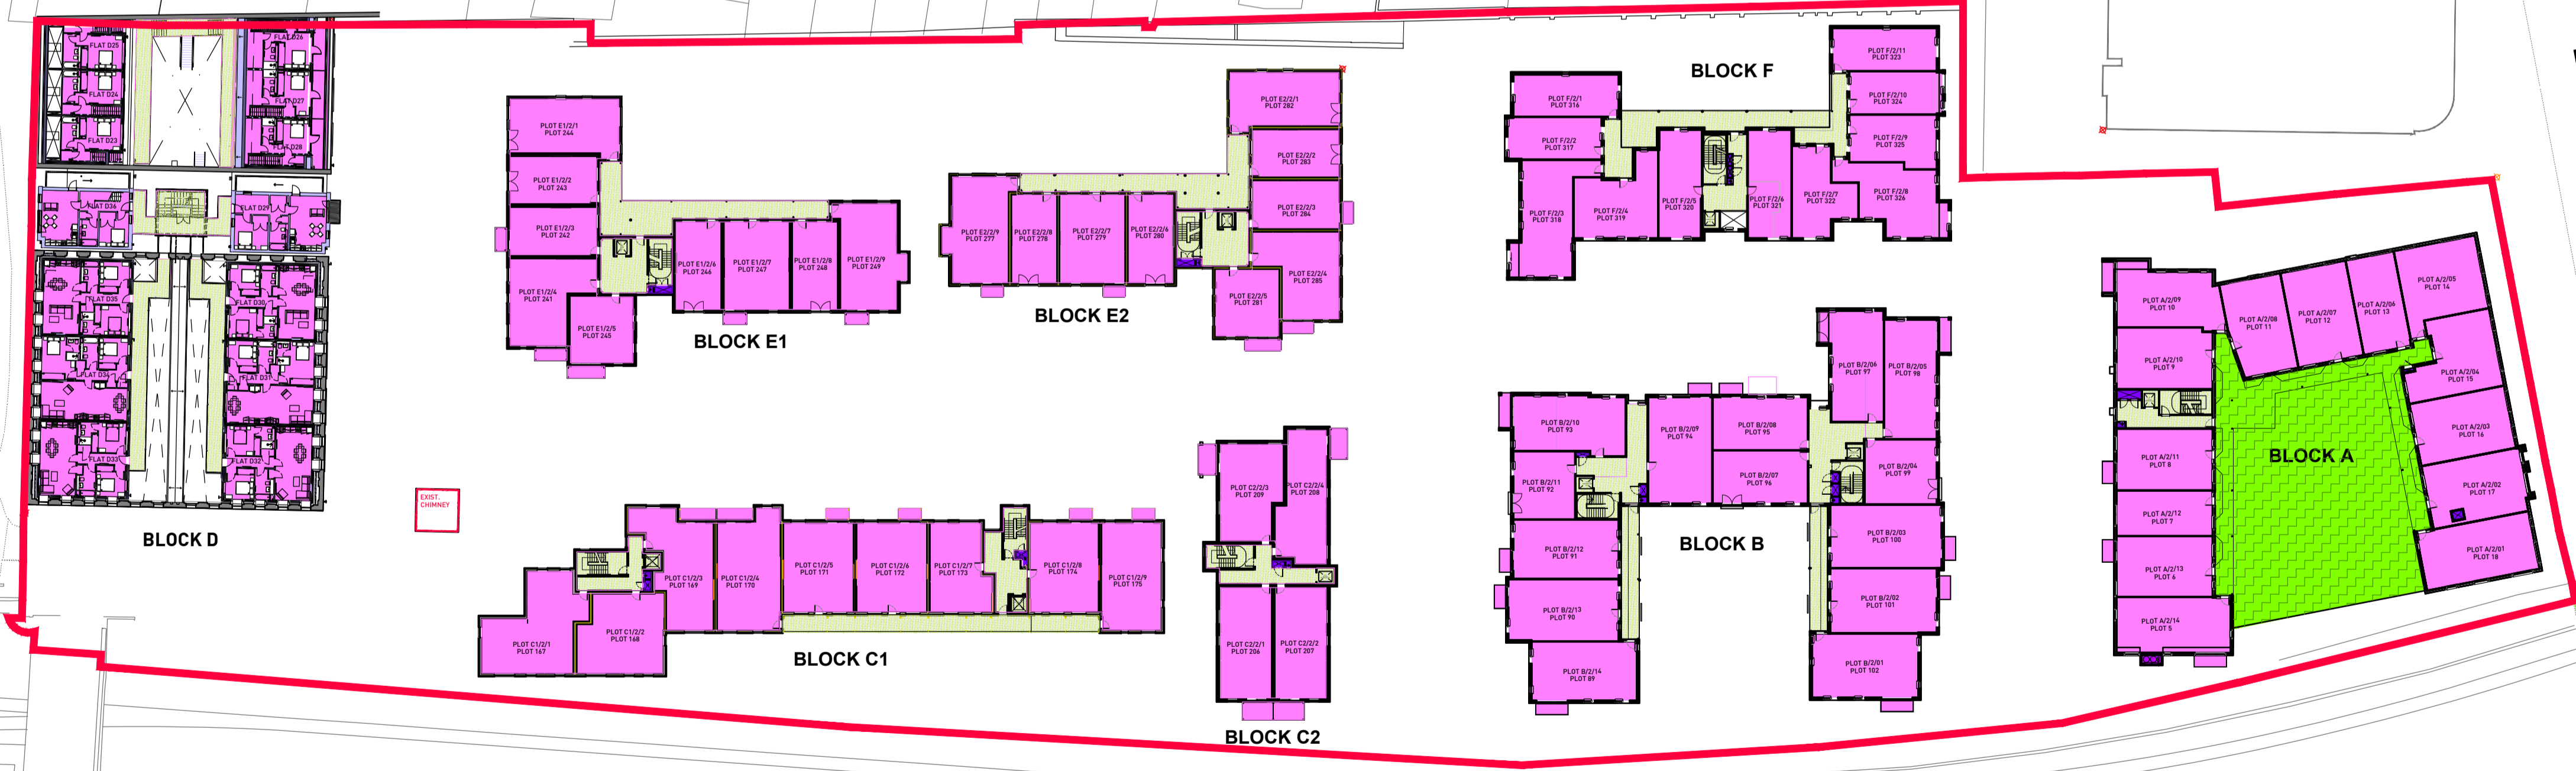 FLAT D25
FLAT D24
FLAT D23
FLAT D26
FLAT D27
FLAT D28
FLAT D36
FLAT D29
FLAT D35
FLAT D34
FLAT D33
FLAT D30
FLAT D31
FLAT D32
BLOCK D
EXIST.
CHIMNEY
PLOT E1/2/1
PLOT 244
PLOT E1/2/2
PLOT 243
PLOT E1/2/3
PLOT 242
PLOT E1/2/4
PLOT 241
PLOT E1/2/5
PLOT 245
PLOT E1/2/6
PLOT 246
PLOT E1/2/7
PLOT 247
PLOT E1/2/8
PLOT 248
PLOT E1/2/9
PLOT 249
BLOCK E1
PLOT E2/2/1
PLOT 282
PLOT E2/2/2
PLOT 283
PLOT E2/2/3
PLOT 284
PLOT E2/2/4
PLOT 285
PLOT E2/2/5
PLOT 281
PLOT E2/2/9
PLOT 277
PLOT E2/2/8
PLOT 278
PLOT E2/2/7
PLOT 279
PLOT E2/2/6
PLOT 280
BLOCK E2
BLOCK F
PLOT F/2/1
PLOT 316
PLOT F/2/2
PLOT 317
PLOT F/2/3
PLOT 318
PLOT F/2/4
PLOT 319
PLOT F/2/5
PLOT 320
PLOT F/2/6
PLOT 321
PLOT F/2/7
PLOT 322
PLOT F/2/8
PLOT 326
PLOT F/2/9
PLOT 325
PLOT F/2/10
PLOT 324
PLOT F/2/11
PLOT 323
PLOT C1/2/1
PLOT 167
PLOT C1/2/2
PLOT 168
PLOT C1/2/3
PLOT 169
PLOT C1/2/4
PLOT 170
PLOT C1/2/5
PLOT 171
PLOT C1/2/6
PLOT 172
PLOT C1/2/7
PLOT 173
PLOT C1/2/8
PLOT 174
PLOT C1/2/9
PLOT 175
BLOCK C1
PLOT C2/2/3
PLOT 209
PLOT C2/2/4
PLOT 208
PLOT C2/2/1
PLOT 206
PLOT C2/2/2
PLOT 207
BLOCK C2
PLOT B/2/10
PLOT 93
PLOT B/2/11
PLOT 92
PLOT B/2/12
PLOT 91
PLOT B/2/13
PLOT 90
PLOT B/2/14
PLOT 89
PLOT B/2/09
PLOT 94
PLOT B/2/08
PLOT 95
PLOT B/2/07
PLOT 96
PLOT B/2/06
PLOT 97
PLOT B/2/05
PLOT 98
PLOT B/2/04
PLOT 99
PLOT B/2/03
PLOT 100
PLOT B/2/02
PLOT 101
PLOT B/2/01
PLOT 102
BLOCK B
PLOT A/2/09
PLOT 10
PLOT A/2/10
PLOT 9
PLOT A/2/11
PLOT 8
PLOT A/2/12
PLOT 7
PLOT A/2/13
PLOT 6
PLOT A/2/14
PLOT 5
PLOT A/2/08
PLOT 11
PLOT A/2/07
PLOT 12
PLOT A/2/06
PLOT 13
PLOT A/2/05
PLOT 14
PLOT A/2/04
PLOT 15
PLOT A/2/03
PLOT 16
PLOT A/2/02
PLOT 17
PLOT A/2/01
PLOT 18
BLOCK A